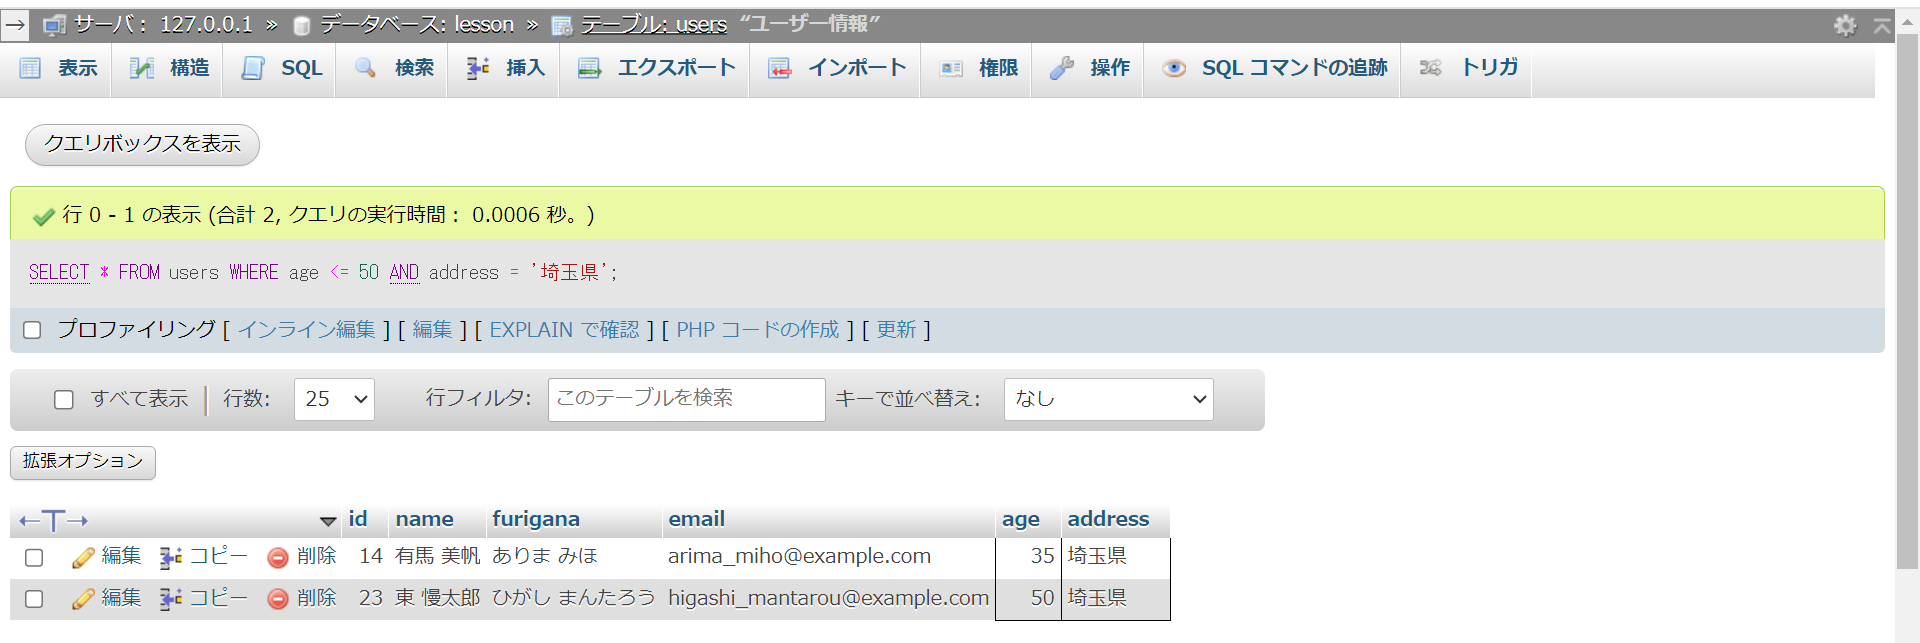 サーバ: 127.0.0.1 » データベース: lesson » テーブル: users “ユーザー情報”
表示 構造 SQL 検索 挿入 エクスポート インポート 権限 操作 SQL コマンドの追跡 トリガ
クエリボックスを表示
行 0 - 1 の表示 (合計 2, クエリの実行時間: 0.0006 秒。)
SELECT * FROM users WHERE age <= 50 AND address = '埼玉県';
プロファイリング [ インライン編集 ] [ 編集 ] [ EXPLAIN で確認 ] [ PHP コードの作成 ] [ 更新 ]
すべて表示 | 行数: 25 行フィルタ: このテーブルを検索 キーで並べ替え: なし
拡張オプション
←T→ id name furigana email age address
編集 コピー 削除 14 有馬 美帆 ありま みほ arima_miho@example.com 35 埼玉県
編集 コピー 削除 23 東 慢太郎 ひがし まんたろう higashi_mantarou@example.com 50 埼玉県